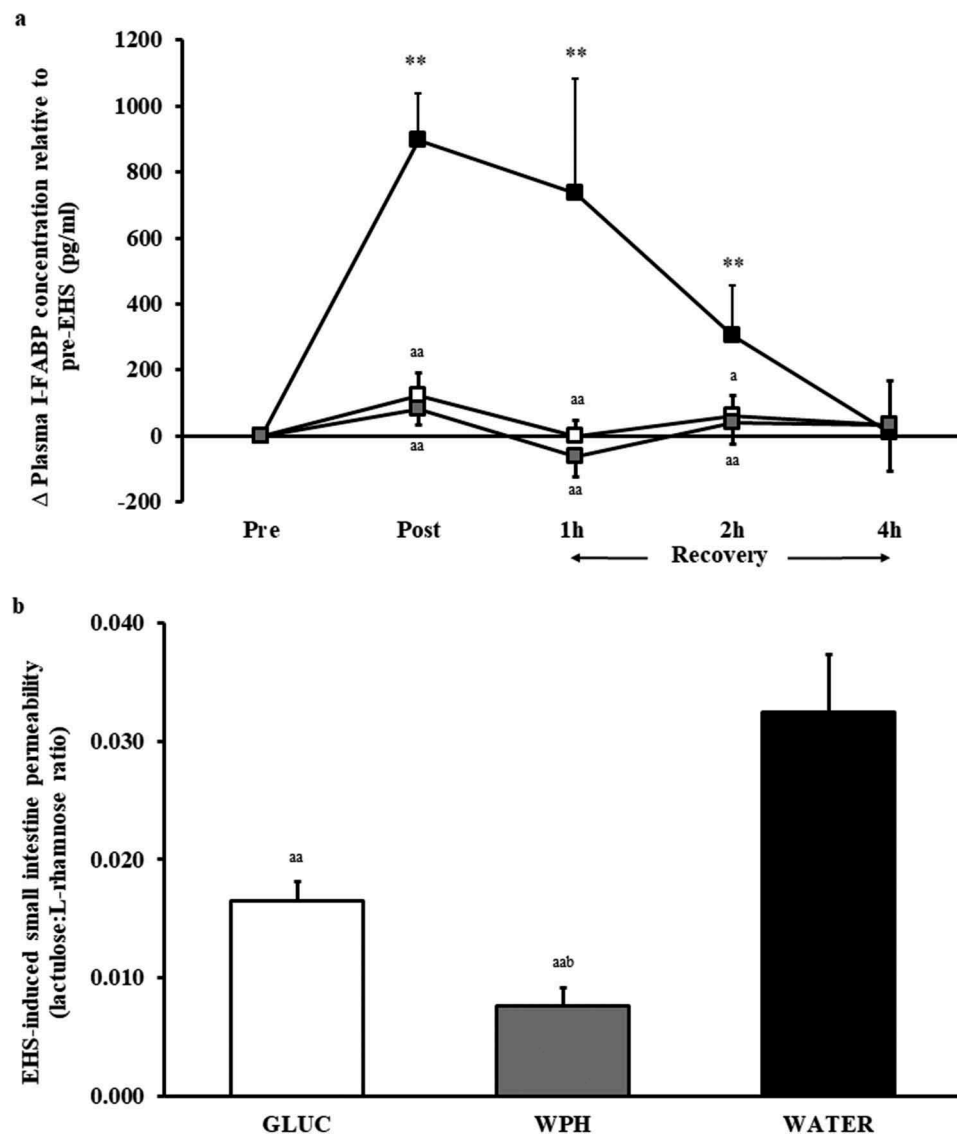 a
Δ Plasma I-FABP concentration relative to
pre-EHS (pg/ml)
1200
1000
800
600
400
200
0
-200
**
**
**
aa
aa
a
aa
aa
aa
Pre
Post
1h
2h
4h
Recovery
b
EHS-induced small intestine permeability
(lactulose:L-rhamnose ratio)
0.040
0.030
0.020
0.010
0.000
aa
aab
GLUC
WPH
WATER